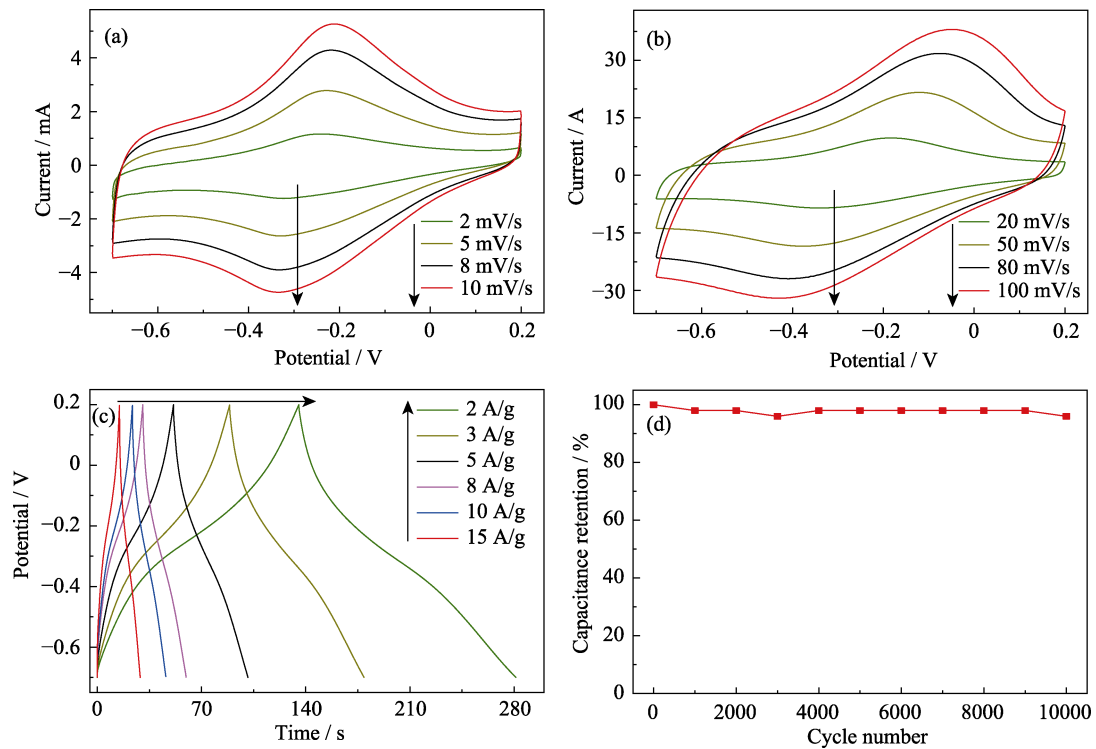 (a)
Current / mA
4
2
0
−2
−4
−0.6
−0.4
−0.2
0
0.2
Potential / V
2 mV/s
5 mV/s
8 mV/s
10 mV/s
(b)
Current / A
30
15
0
−15
−30
−0.6
−0.4
−0.2
0
0.2
Potential / V
20 mV/s
50 mV/s
80 mV/s
100 mV/s
(c)
Potential / V
0.2
0
−0.2
−0.4
−0.6
0
70
140
210
280
Time / s
2 A/g
3 A/g
5 A/g
8 A/g
10 A/g
15 A/g
(d)
Capacitance retention / %
100
80
60
40
20
0
0
2000
4000
6000
8000
10000
Cycle number